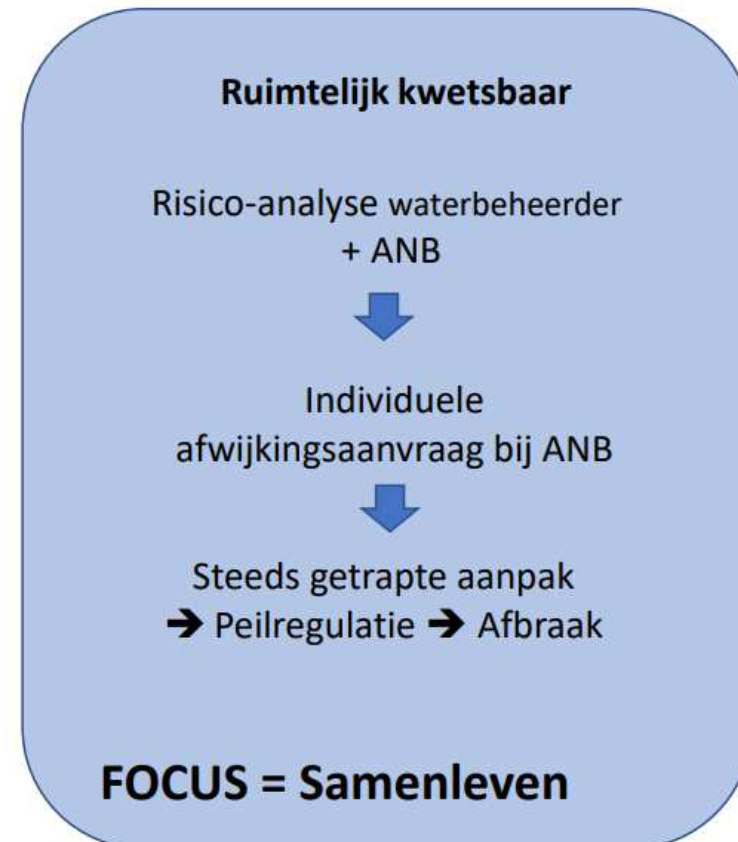 Ruimtelijk kwetsbaar
Risico-analyse waterbeheerder
+ ANB
Individuele
afwijkingsaanvraag bij ANB
Steeds getrapte aanpak
➔ Peilregulatie ➔ Afbraak
FOCUS = Samenleven